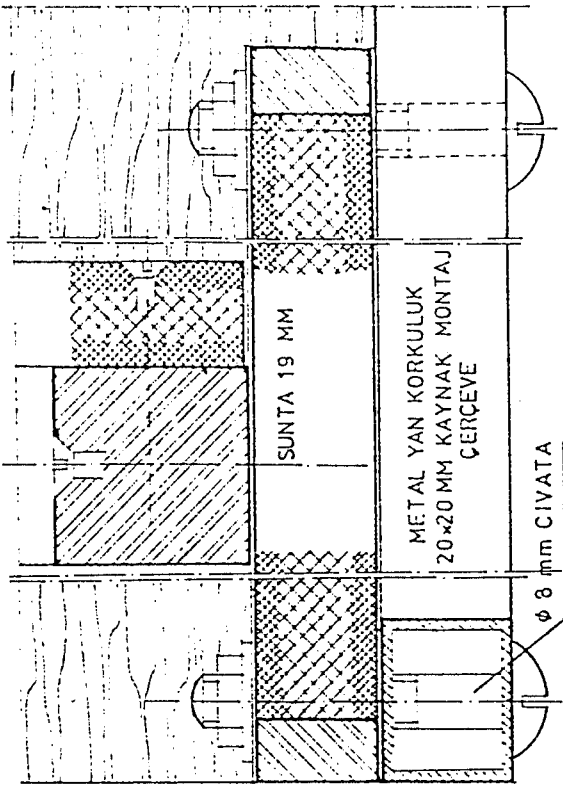 SUNTA 19 MM
METAL YAN KORKULUK
20x20 MM KAYNAK MONTAJ
ÇERÇEVE
ϕ 8 mm CIVATA